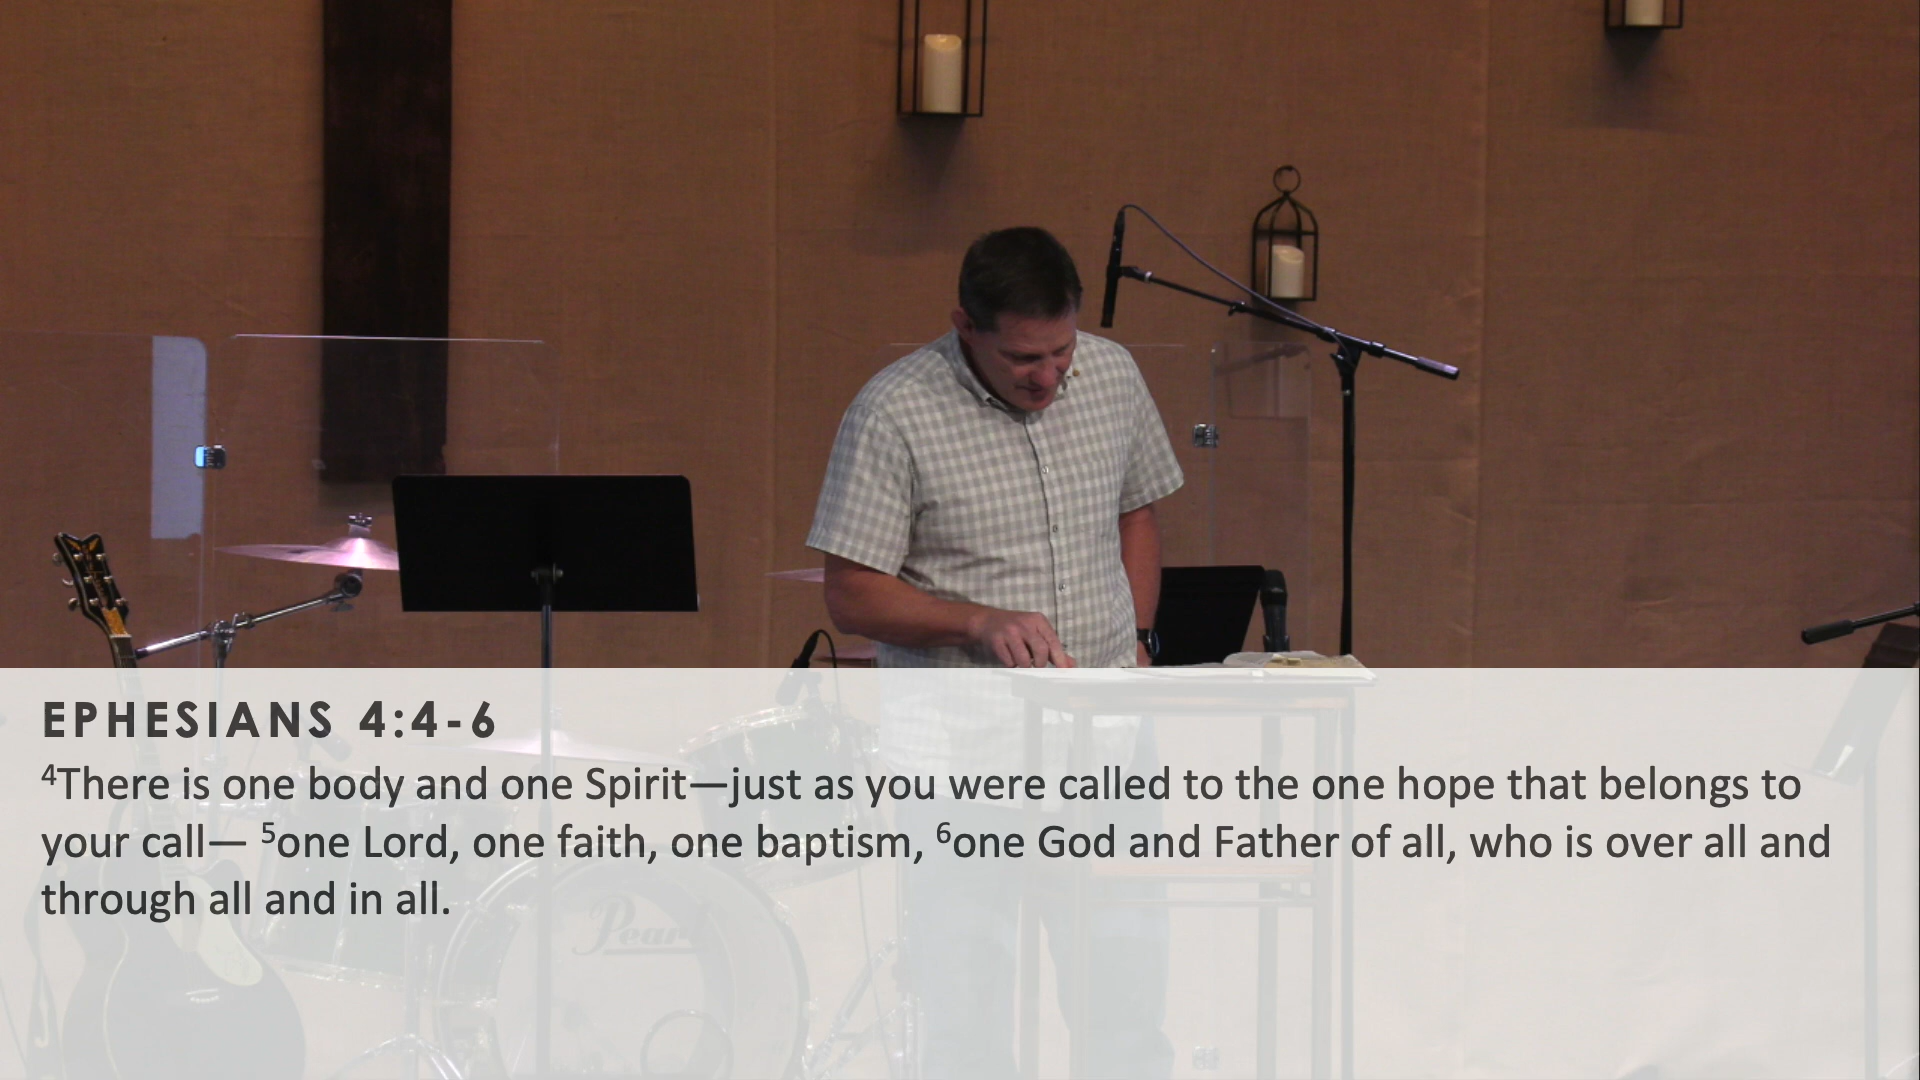 EPHESIANS 4:4-6
⁴There is one body and one Spirit—just as you were called to the one hope that belongs to
your call— ⁵one Lord, one faith, one baptism, ⁶one God and Father of all, who is over all and
through all and in all.
Pearl